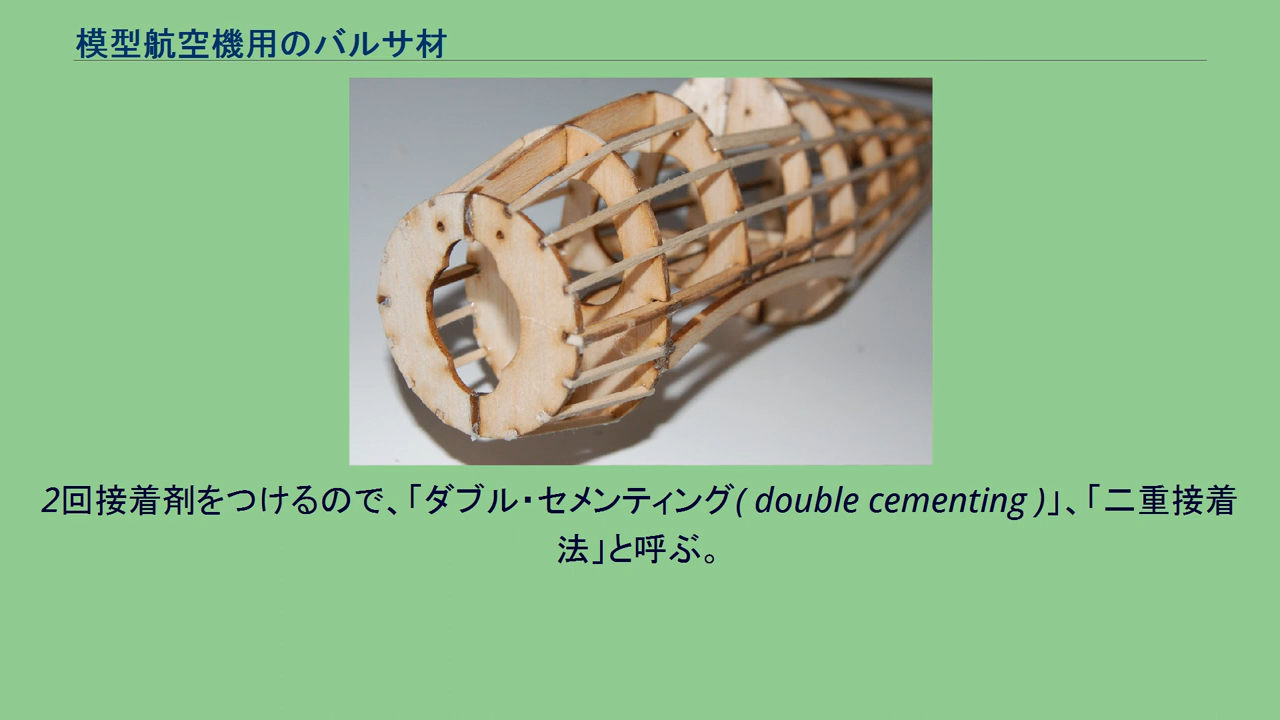 模型航空機用のバルサ材
2回接着剤をつけるので、「ダブル・セメンティング( double cementing )」、「二重接着
法」と呼ぶ。